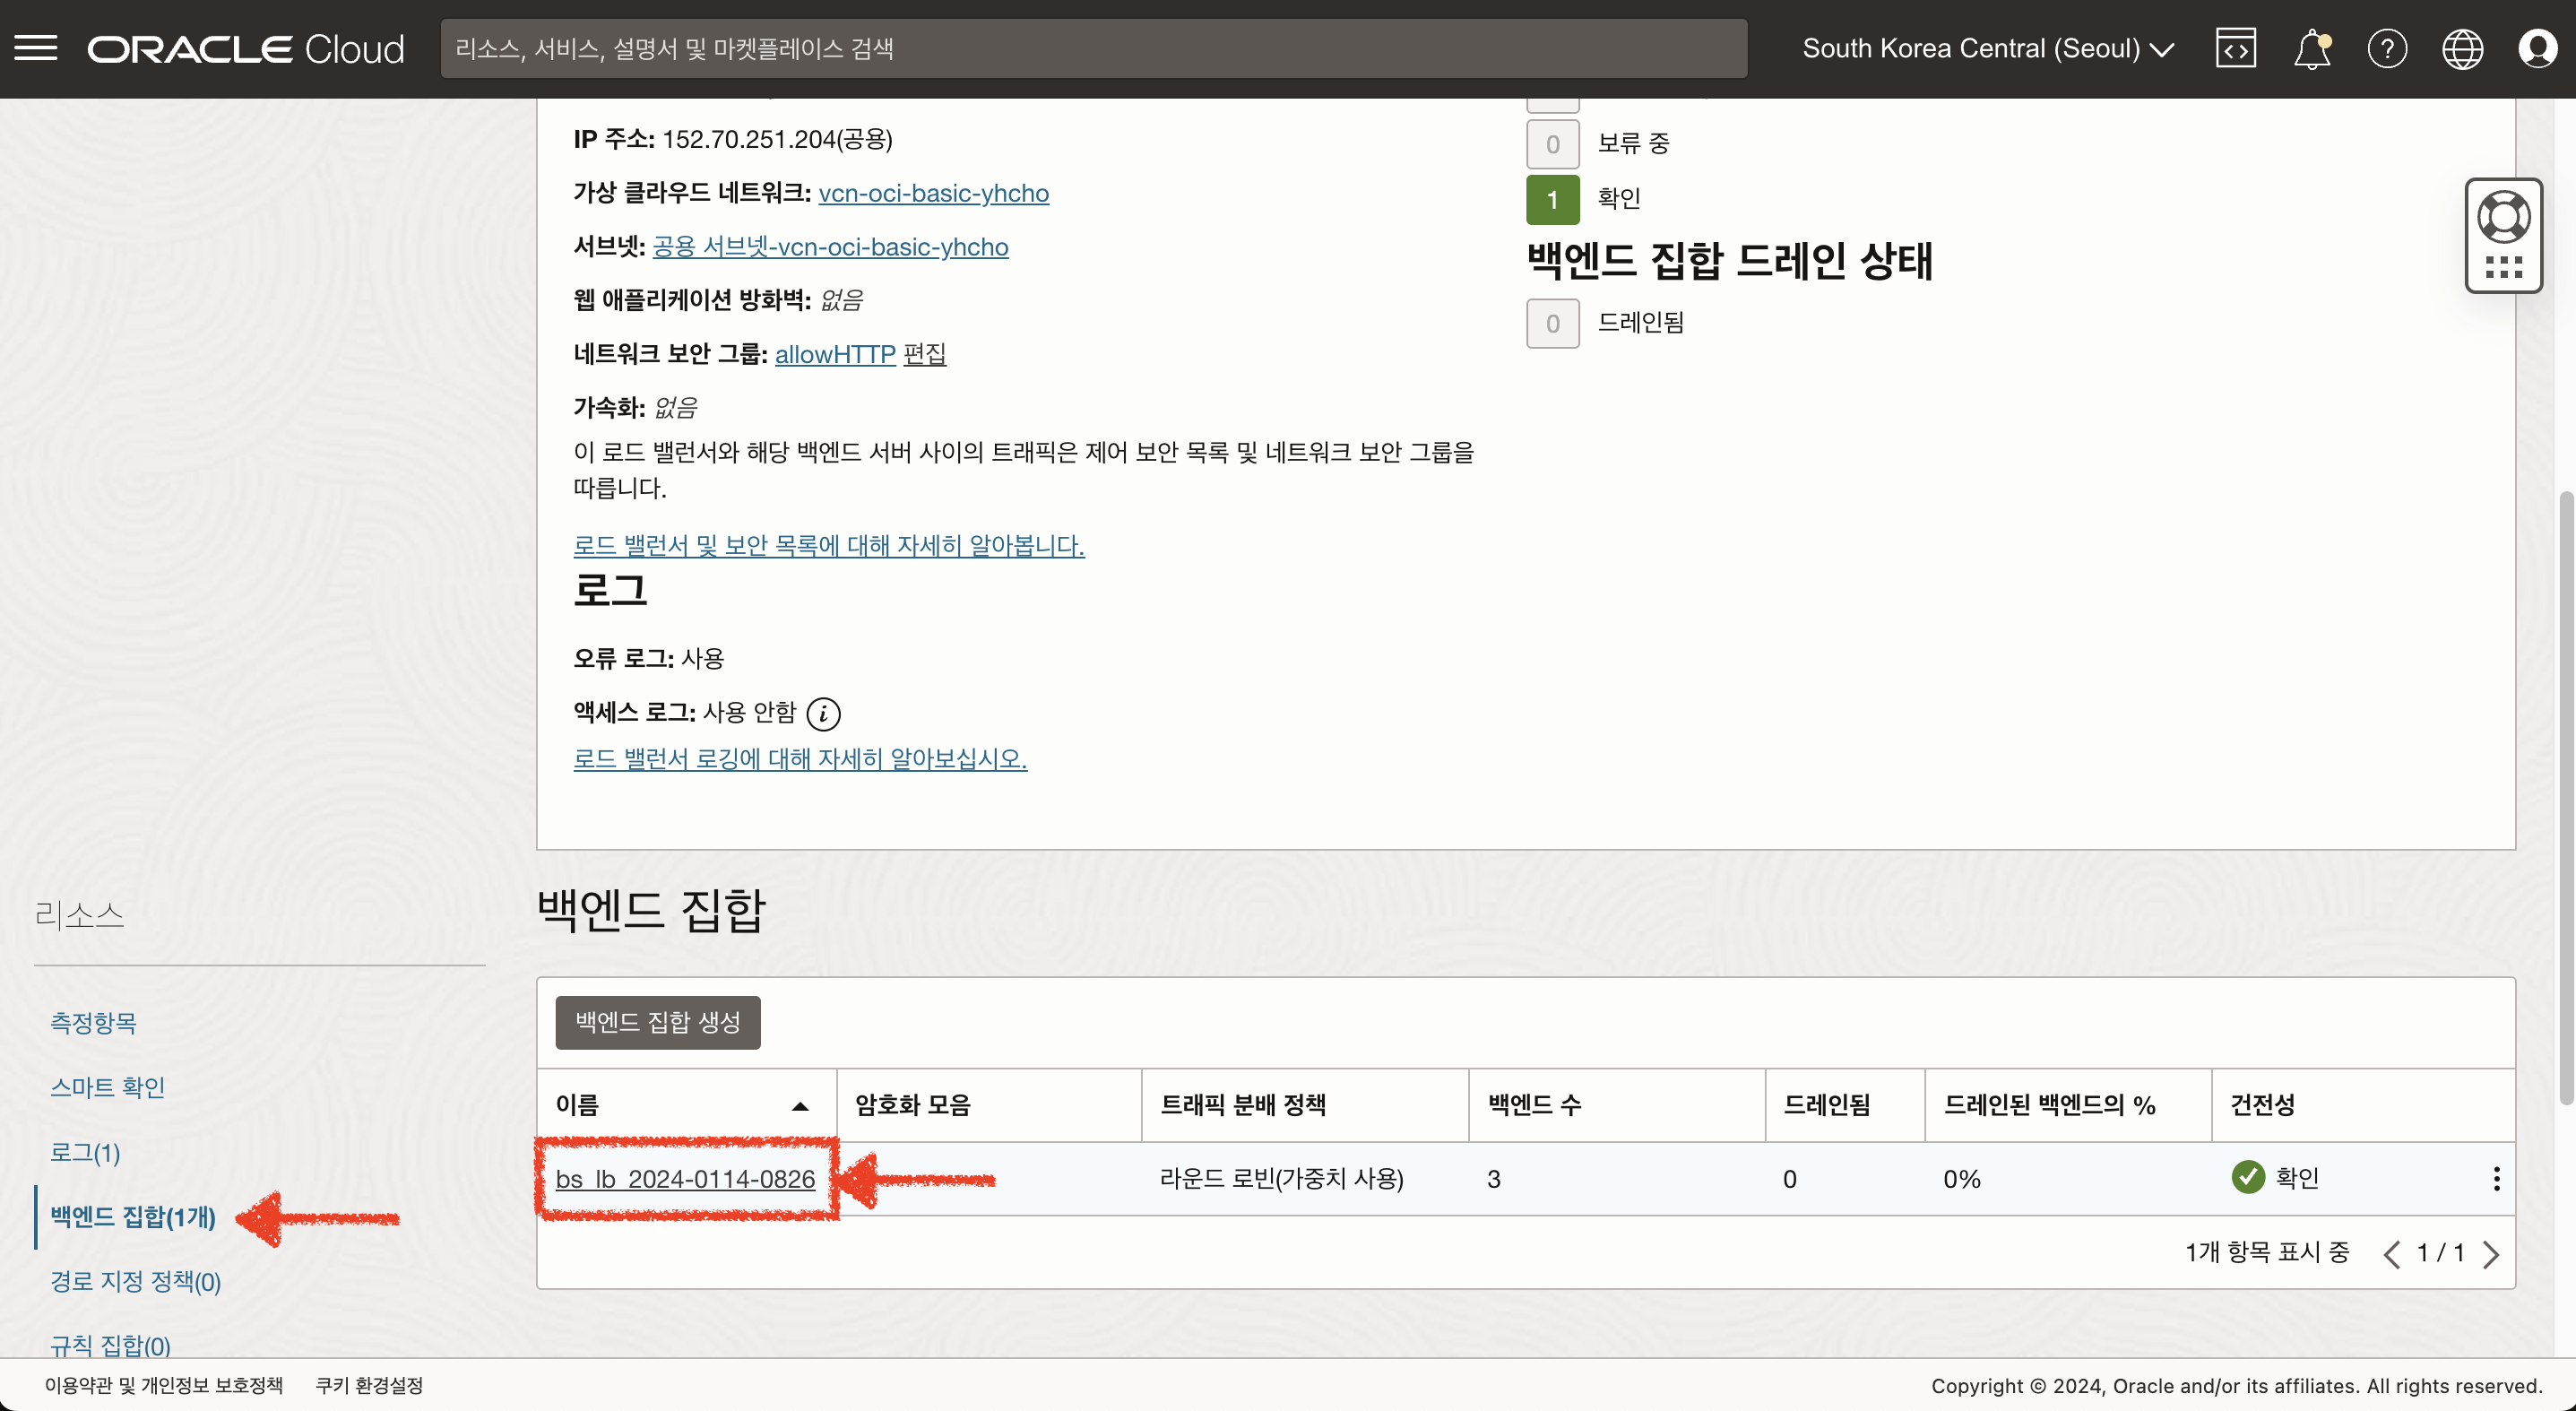 ORACLE Cloud
리소스, 서비스, 설명서 및 마켓플레이스 검색
South Korea Central (Seoul)
IP 주소: 152.70.251.204(공용)
가상 클라우드 네트워크: vcn-oci-basic-yhcho
서브넷: 공용 서브넷-vcn-oci-basic-yhcho
웹 애플리케이션 방화벽: 없음
네트워크 보안 그룹: allowHTTP 편집
가속화: 없음
이 로드 밸런서와 해당 백엔드 서버 사이의 트래픽은 제어 보안 목록 및 네트워크 보안 그룹을
따릅니다.
로드 밸런서 및 보안 목록에 대해 자세히 알아봅니다.
로그
오류 로그: 사용
액세스 로그: 사용 안함
로드 밸런서 로깅에 대해 자세히 알아보십시오.
0 보류 중
1 확인
백엔드 집합 드레인 상태
0 드레인됨
리소스
측정항목
스마트 확인
로그(1)
백엔드 집합(1개)
경로 지정 정책(0)
규칙 집합(0)
백엔드 집합
백엔드 집합 생성
이름 암호화 모음 트래픽 분배 정책 백엔드 수 드레인됨 드레인된 백엔드의 % 건전성
bs_lb_2024-0114-0826 라운드 로빈(가중치 사용) 3 0 0% 확인
1개 항목 표시 중 1 / 1
이용약관 및 개인정보 보호정책 쿠키 환경설정
Copyright © 2024, Oracle and/or its affiliates. All rights reserved.